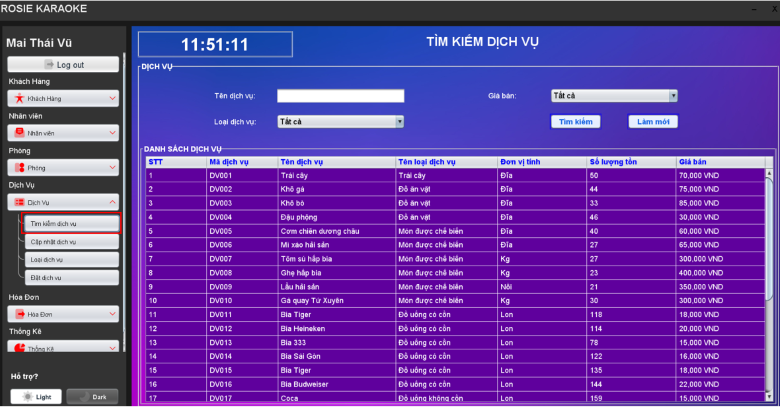 ROSIE KARAOKE
Mai Thái Vũ
Log out
Khách Hàng
Khách Hàng
Nhân viên
Nhân viên
Phòng
Phòng
Dịch Vụ
Dịch Vụ
Tìm kiếm dịch vụ
Cập nhật dịch vụ
Loại dịch vụ
Đặt dịch vụ
Hóa Đơn
Hóa Đơn
Thống Kê
Thống Kê
Hỗ trợ?
Light Dark
11:51:11
TÌM KIẾM DỊCH VỤ
DỊCH VỤ
Tên dịch vụ: Giá bán: Tất cả
Loại dịch vụ: Tất cả Tìm kiếm Làm mới
DANH SÁCH DỊCH VỤ
STT Mã dịch vụ Tên dịch vụ Tên loại dịch vụ Đơn vị tính Số lượng tồn Giá bán
1 DV001 Trái cây Trái cây Đĩa 50 70,000 VND
2 DV002 Khô gà Đồ ăn vặt Đĩa 44 75,000 VND
3 DV003 Khô bò Đồ ăn vặt Đĩa 33 85,000 VND
4 DV004 Đậu phộng Đồ ăn vặt Đĩa 46 30,000 VND
5 DV005 Cơm chiên dương châu Món được chế biến Đĩa 40 60,000 VND
6 DV006 Mì xào hải sản Món được chế biến Đĩa 27 65,000 VND
7 DV007 Tôm sú hấp bia Món được chế biến Kg 27 300,000 VND
8 DV008 Ghẹ hấp bia Món được chế biến Kg 23 400,000 VND
9 DV009 Lẩu hải sản Món được chế biến Nồi 21 350,000 VND
10 DV010 Gà quay Tứ Xuyên Món được chế biến Kg 30 300,000 VND
11 DV011 Bia Tiger Đồ uống có cồn Lon 118 18,000 VND
12 DV012 Bia Heineken Đồ uống có cồn Lon 114 20,000 VND
13 DV013 Bia 333 Đồ uống có cồn Lon 78 15,000 VND
14 DV014 Bia Sài Gòn Đồ uống có cồn Lon 122 16,000 VND
15 DV015 Bia Tiger Đồ uống có cồn Lon 135 18,000 VND
16 DV016 Bia Budweiser Đồ uống có cồn Lon 144 22,000 VND
17 DV017 Coca Đồ uống không cồn Lon 159 15,000 VND